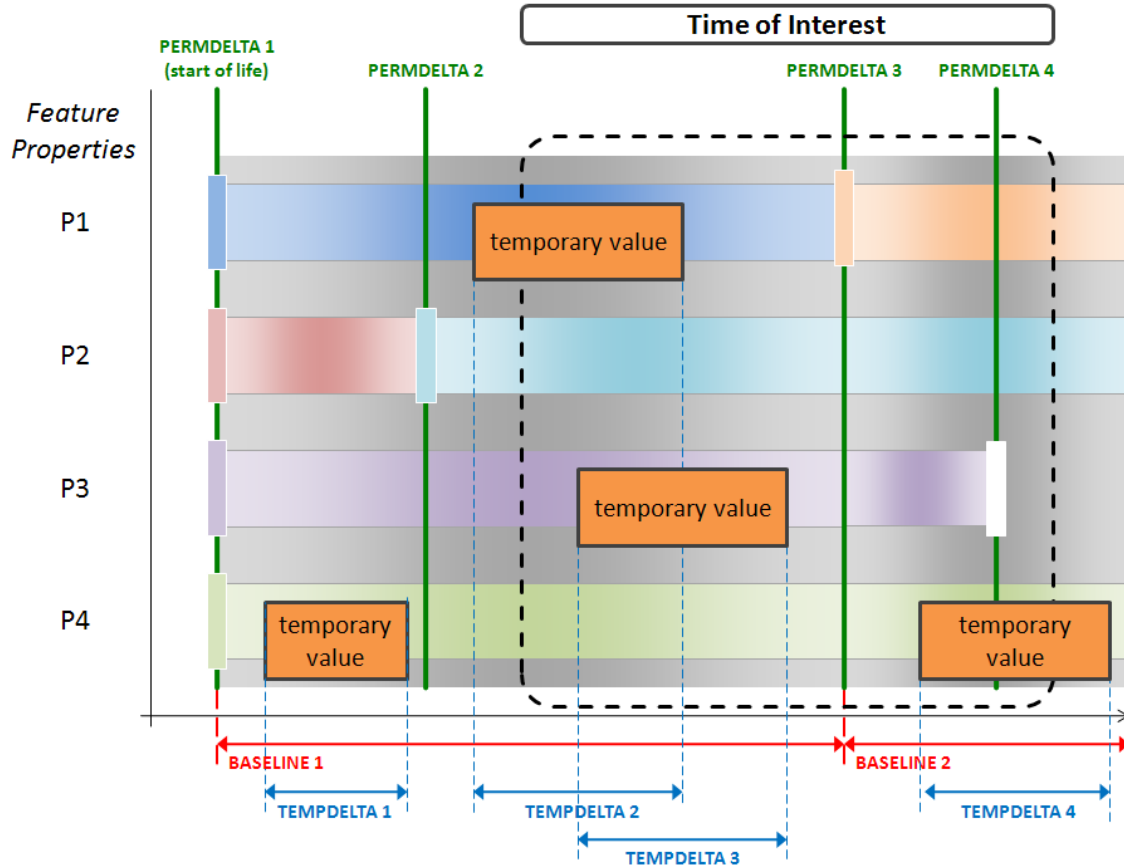 Time of Interest
PERMDELTA 1
(start of life)
PERMDELTA 2
PERMDELTA 3
PERMDELTA 4
Feature
Properties
P1
temporary value
P2
P3
temporary value
P4
temporary
value
temporary
value
BASELINE 1
BASELINE 2
TEMPDELTA 1
TEMPDELTA 2
TEMPDELTA 4
TEMPDELTA 3